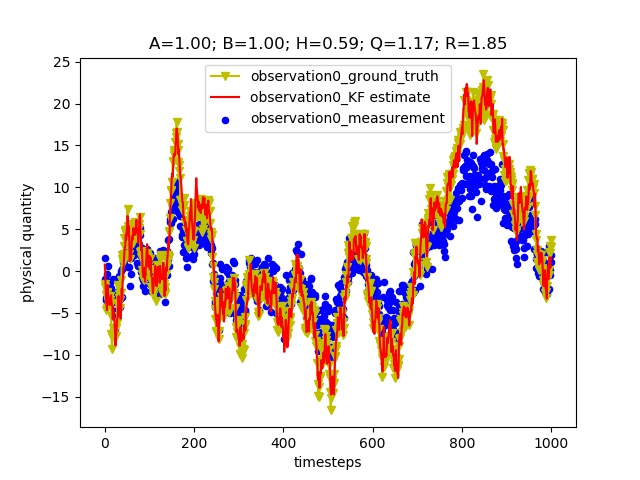 A=1.00; B=1.00; H=0.59; Q=1.17; R=1.85
observation0_ground_truth
observation0_KF estimate
observation0_measurement
physical quantity
25
20
15
10
5
0
−5
−10
−15
0 200 400 600 800 1000
timesteps